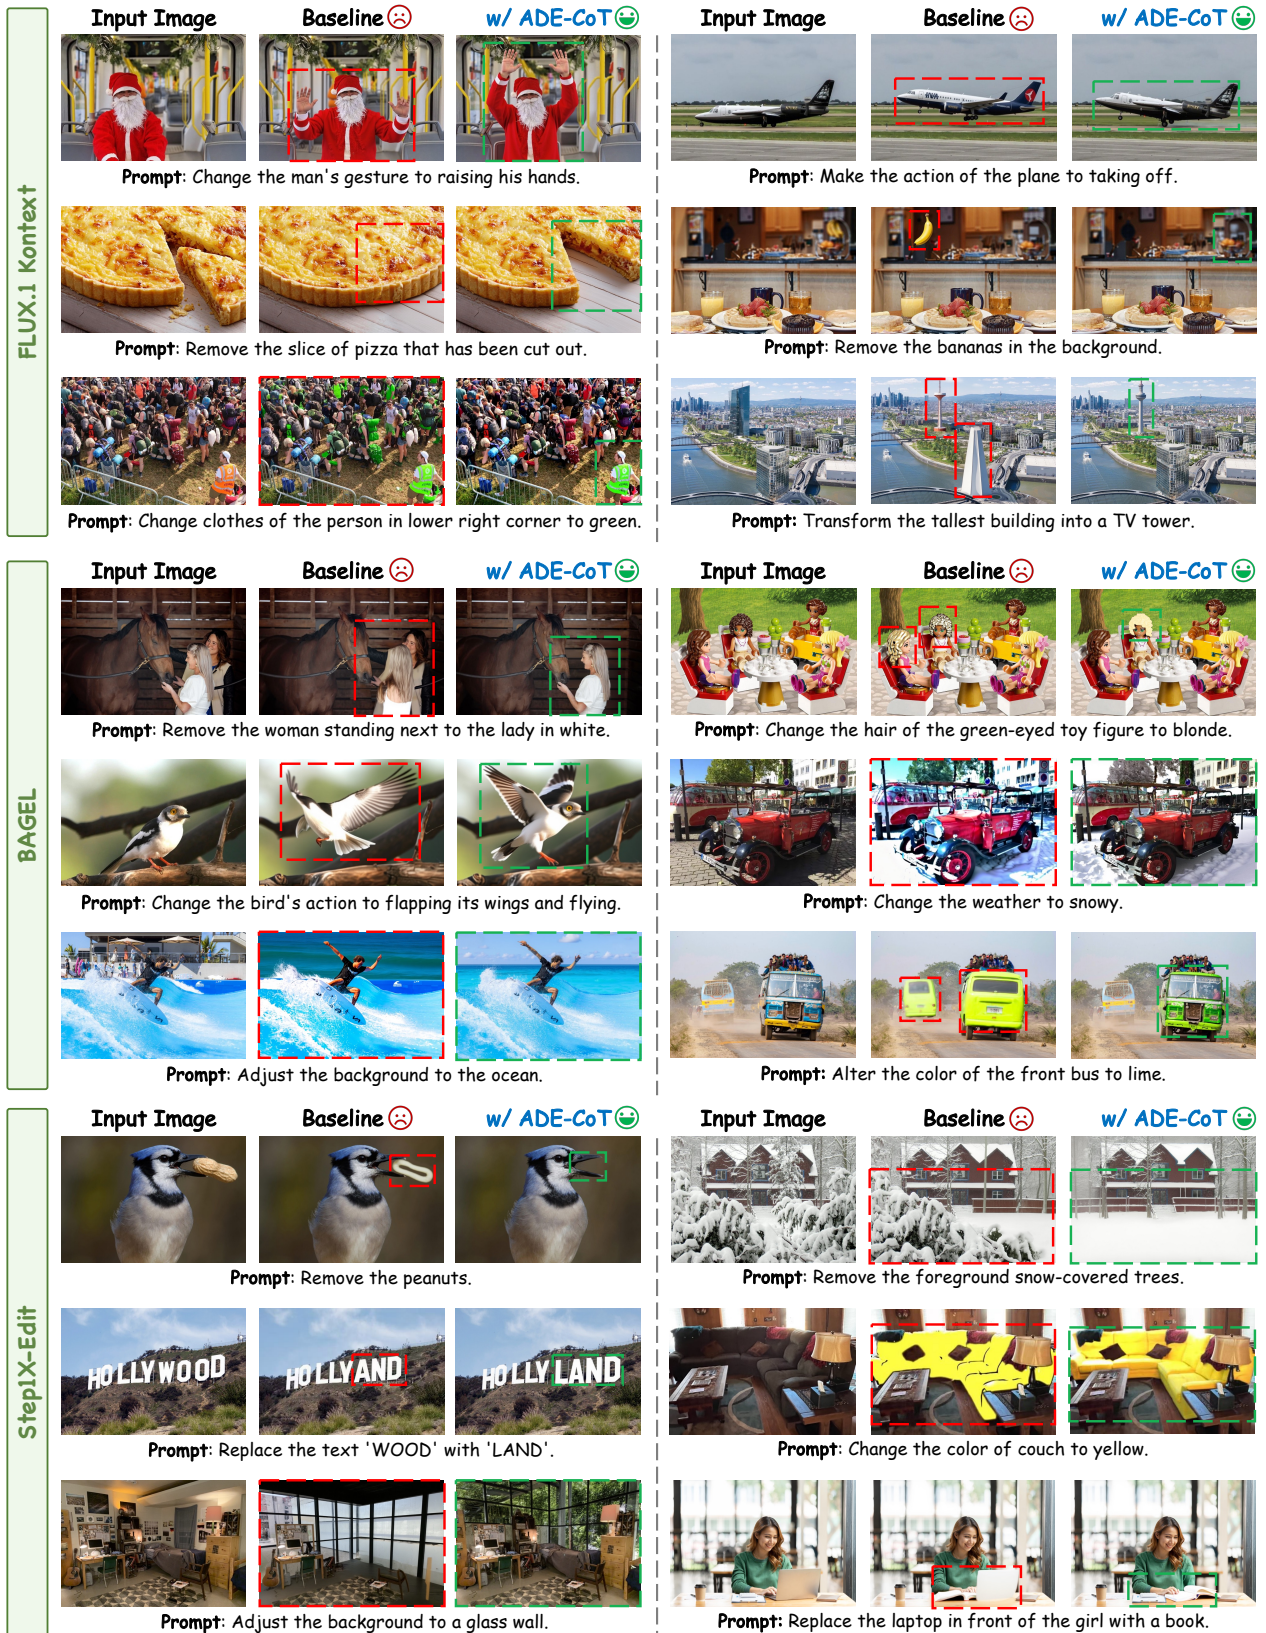 Input Image Baseline w/ ADE-CoT Input Image Baseline w/ ADE-CoT
FLUX.1 Kontext
Prompt: Change the man's gesture to raising his hands.
Prompt: Make the action of the plane to taking off.
Prompt: Remove the slice of pizza that has been cut out.
Prompt: Remove the bananas in the background.
Prompt: Change clothes of the person in lower right corner to green.
Prompt: Transform the tallest building into a TV tower.
Input Image Baseline w/ ADE-CoT Input Image Baseline w/ ADE-CoT
BAGEL
Prompt: Remove the woman standing next to the lady in white.
Prompt: Change the hair of the green-eyed toy figure to blonde.
Prompt: Change the bird's action to flapping its wings and flying.
Prompt: Change the weather to snowy.
Prompt: Adjust the background to the ocean.
Prompt: Alter the color of the front bus to lime.
Input Image Baseline w/ ADE-CoT Input Image Baseline w/ ADE-CoT
Step1X-Edit
Prompt: Remove the peanuts.
Prompt: Remove the foreground snow-covered trees.
HOLLYWOOD HOLLYAND HOLLYLAND
Prompt: Replace the text 'WOOD' with 'LAND'.
Prompt: Change the color of couch to yellow.
Prompt: Adjust the background to a glass wall.
Prompt: Replace the laptop in front of the girl with a book.